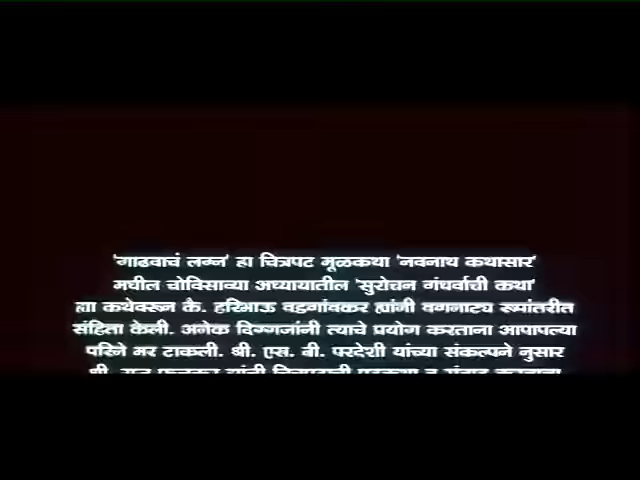 'गाढवाचं लग्न' हा चित्रपट मूळकथा 'नवनाथ कथासार'
मधील चोविसाव्या अध्यायातील 'सुरोचन गंधर्वाची कथा'
ह्या कथेवरून कै. हरिभाऊ वडगांवकर ह्यांनी वगनाट्य रूपांतरीत
संहिता केली. अनेक दिग्गजांनी त्याचे प्रयोग करताना आपापल्या
परिने भर टाकली. श्री. एस. बी. परदेशी यांच्या संकल्पने नुसार